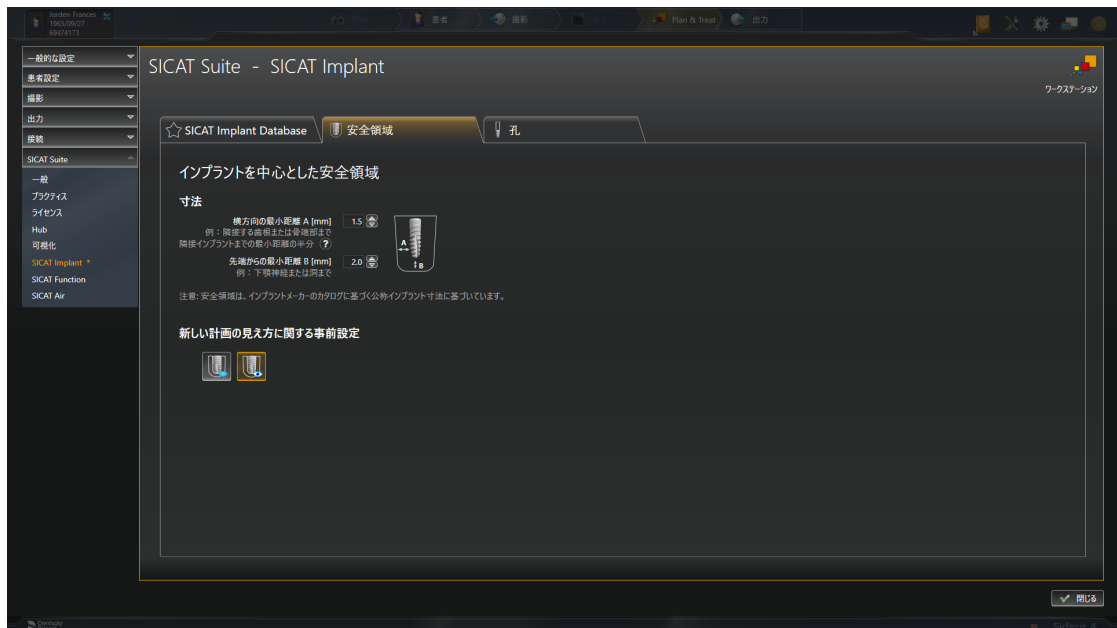 Jorden Frances
1963/09/27
69474173
患者
撮影
Plan & Treat
出力
一般的な設定
患者設定
撮影
出力
接続
SICAT Suite
一般
プラクティス
ライセンス
Hub
可視化
SICAT Implant *
SICAT Function
SICAT Air
SICAT Suite - SICAT Implant
ワークステーション
SICAT Implant Database
安全領域
孔
インプラントを中心とした安全領域
寸法
横方向の最小距離 A [mm] 1.5
例：隣接する歯根または骨端部まで
隣接インプラントまでの最小距離の半分 ?
先端からの最小距離 B [mm] 2.0
例：下顎神経または洞まで
A
B
注意: 安全領域は、インプラントメーカーのカタログに基づく公称インプラント寸法に基づいています。
新しい計画の見え方に関する事前設定
閉じる
Dentsply
Sidexis 4